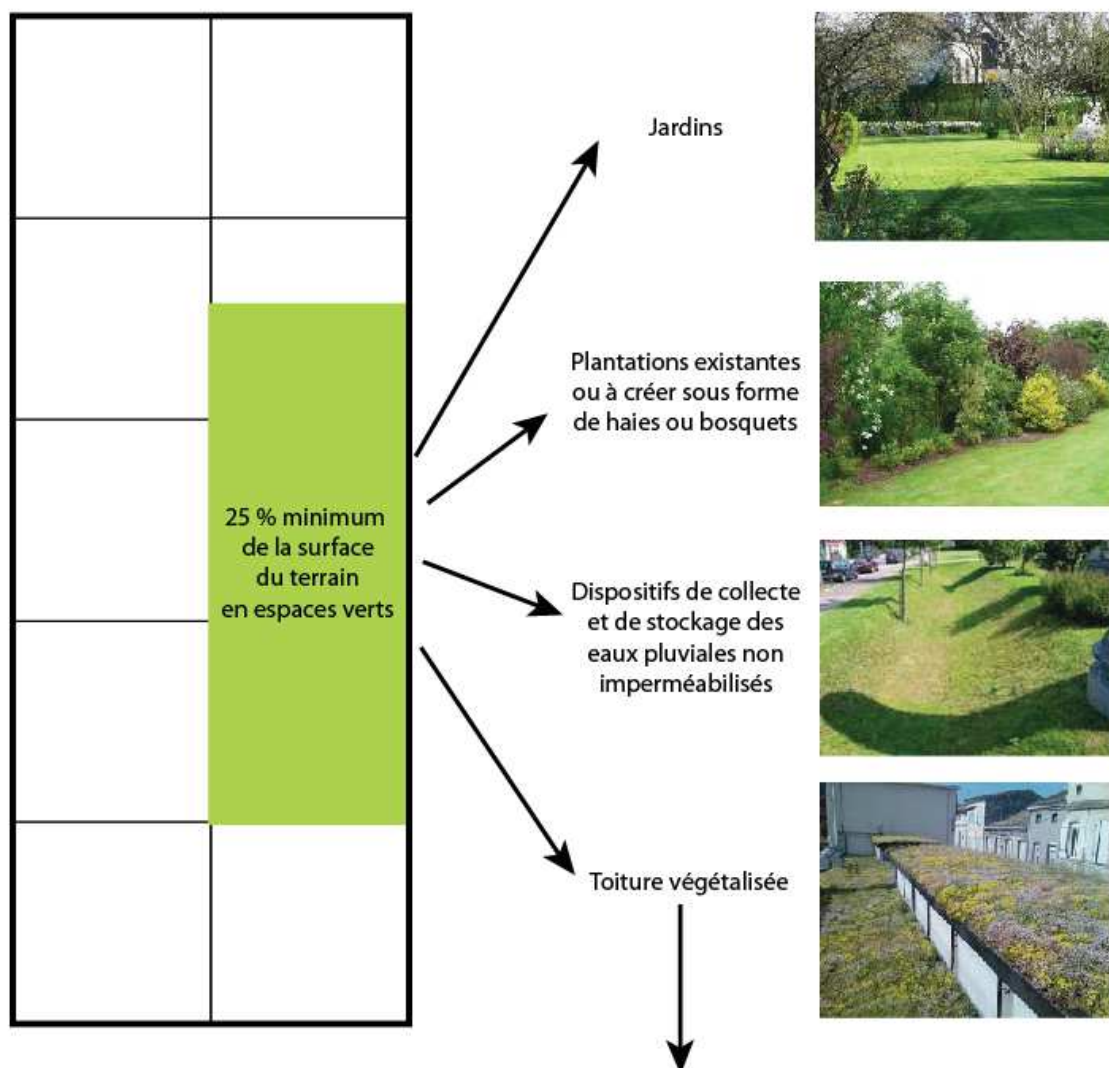 Jardins
Plantations existantes
ou à créer sous forme
de haies ou bosquets
25 % minimum
de la surface
du terrain
en espaces verts
Dispositifs de collecte
et de stockage des
eaux pluviales non
imperméabilisés
Toiture végétalisée